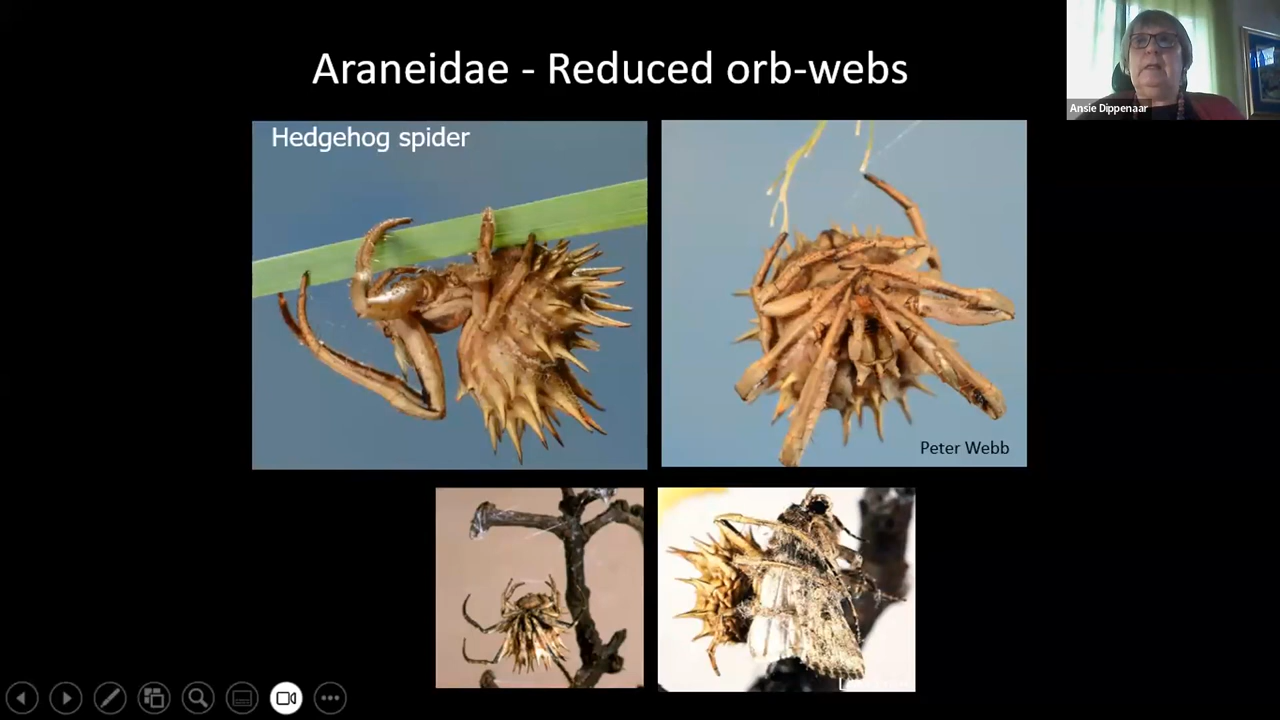 Araneidae - Reduced orb-webs
Ansie Dippenaar
Hedgehog spider
Peter Webb